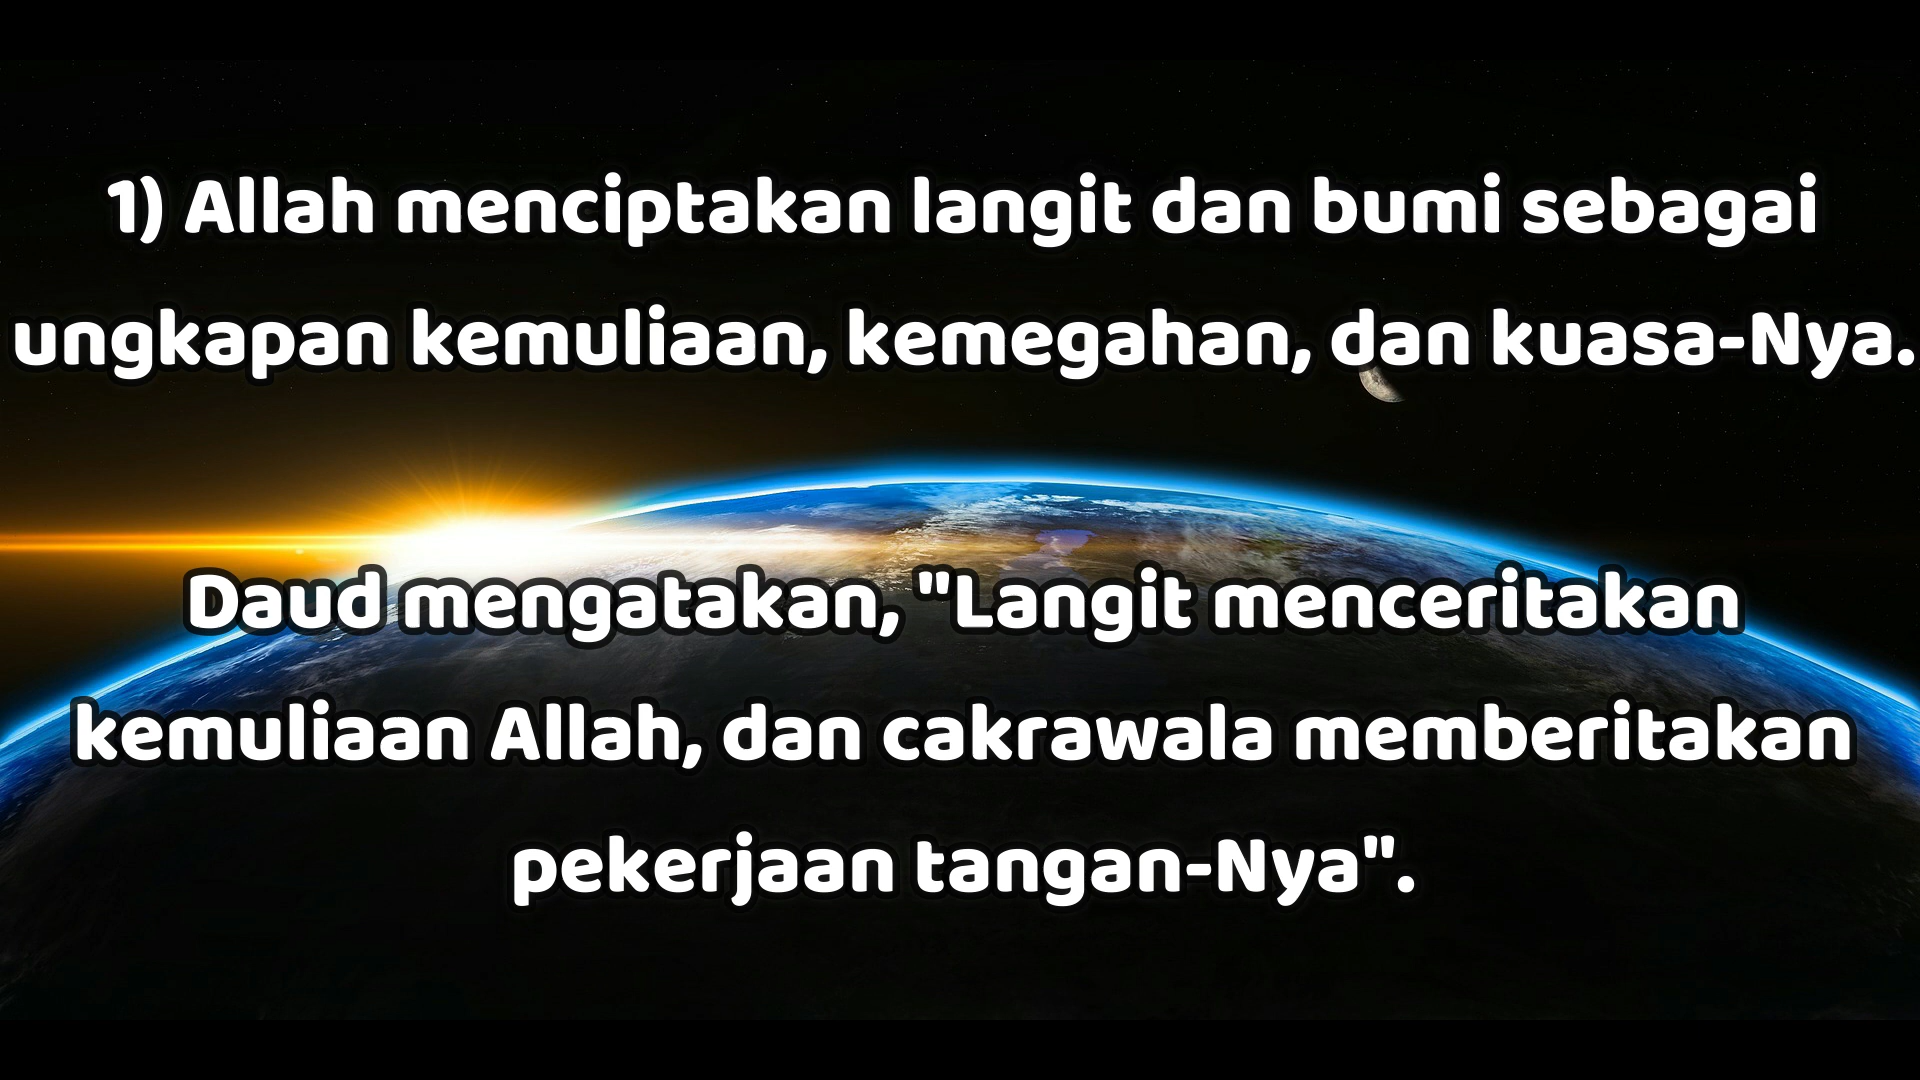 1) Allah menciptakan langit dan bumi sebagai
ungkapan kemuliaan, kemegahan, dan kuasa-Nya.
Daud mengatakan, "Langit menceritakan
kemuliaan Allah, dan cakrawala memberitakan
pekerjaan tangan-Nya".